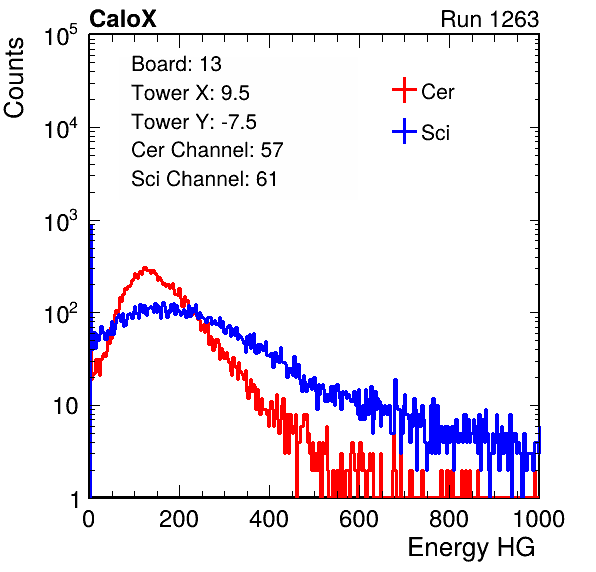 CaloX Run 1263
Counts
Board: 13
Tower X: 9.5
Tower Y: -7.5
Cer Channel: 57
Sci Channel: 61
Cer
Sci
10^5
10^4
10^3
10^2
10
1
0 200 400 600 800 1000
Energy HG